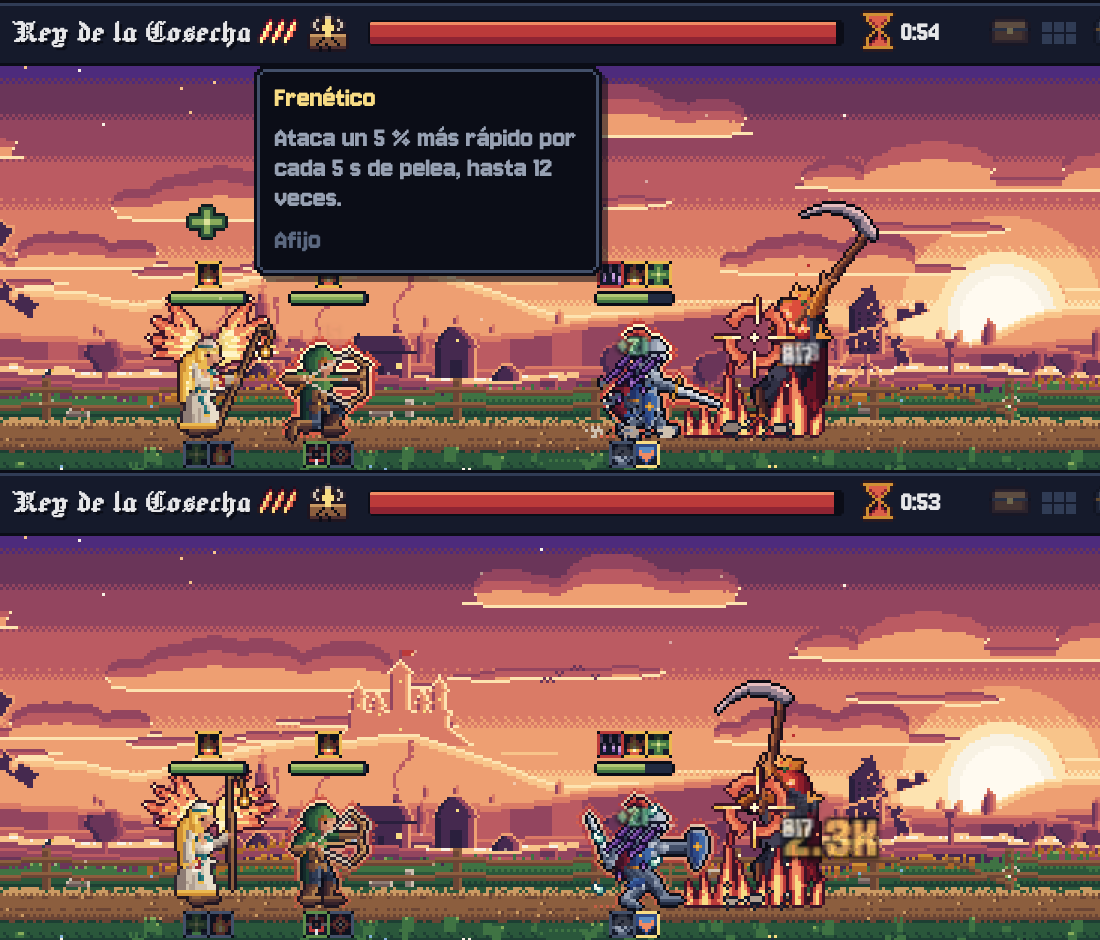 Rey de la Cosecha
0:54
Frenético
Ataca un 5 % más rápido por
cada 5 s de pelea, hasta 12
veces.
Afijo
817
Rey de la Cosecha
0:53
817
2.3K